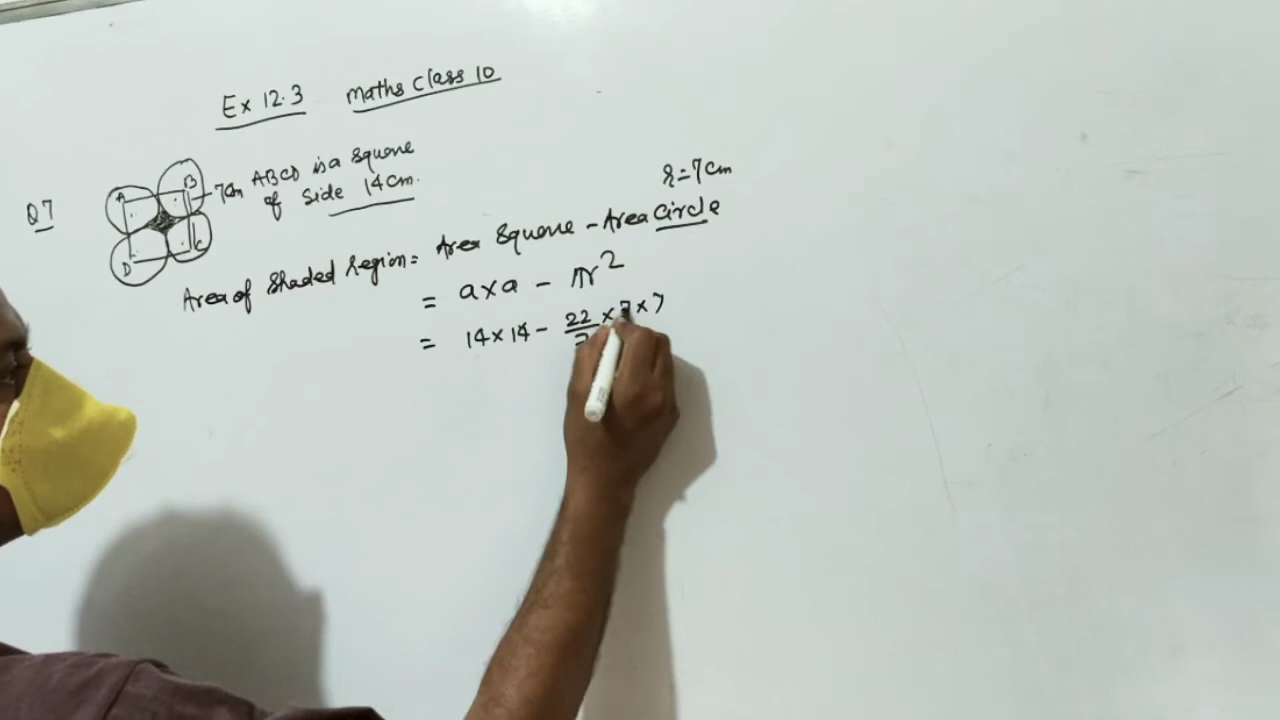 Ex 12.3 Maths Class 10
Q7
A B 7cm ABCD is a square
D C of side 14cm.
r=7cm
Area of Shaded Region = Area Square - Area Circle
= a×a - πr²
= 14×14 - 22/7 ×7×7